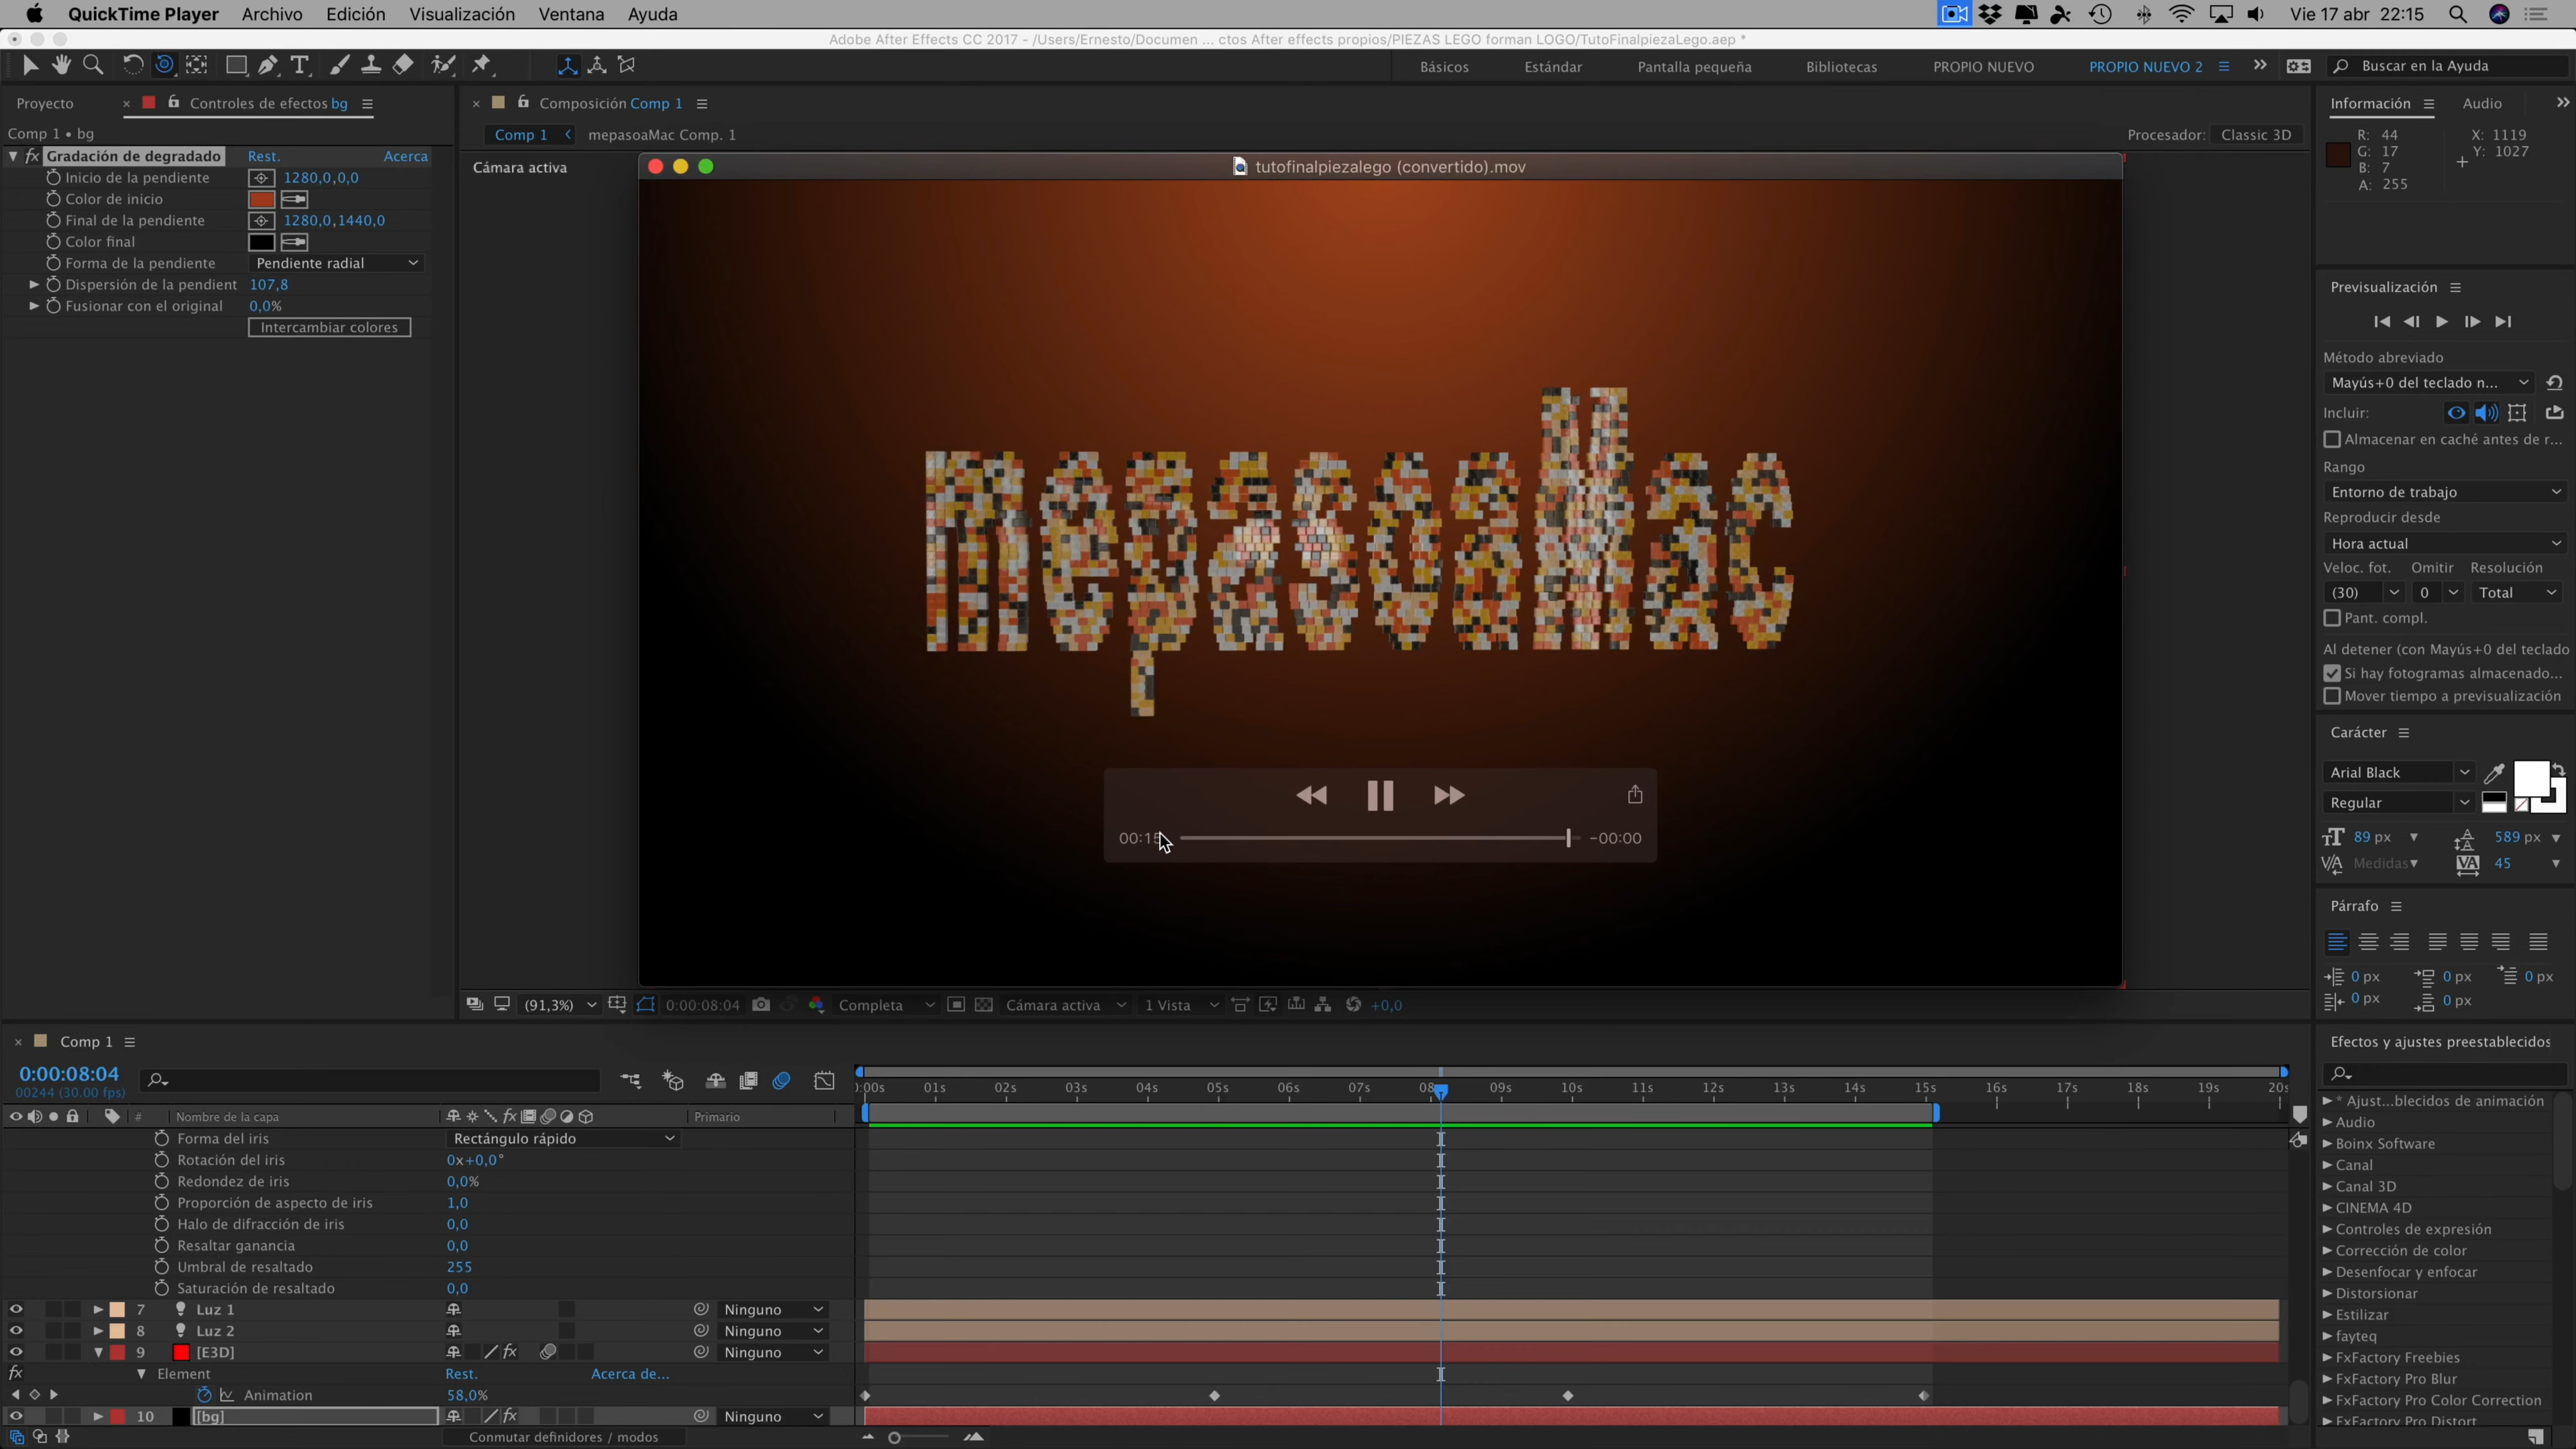 QuickTime Player Archivo Edición Visualización Ventana Ayuda Vie 17 abr 22:15
Adobe After Effects CC 2017 - /Users/Ernesto/Documen ... ctos After effects propios/PIEZAS LEGO forman LOGO/TutoFinalpiezaLego.aep *
Básicos Estándar Pantalla pequeña Bibliotecas PROPIO NUEVO PROPIO NUEVO 2 Buscar en la Ayuda
Proyecto Controles de efectos bg
Comp 1 • bg
fx Gradación de degradado Rest. Acerca
Inicio de la pendiente 1280,0,0,0
Color de inicio
Final de la pendiente 1280,0,1440,0
Color final
Forma de la pendiente Pendiente radial
Dispersión de la pendient 107,8
Fusionar con el original 0,0%
Intercambiar colores
Composición Comp 1
Comp 1 mepasoaMac Comp. 1 Procesador: Classic 3D
Cámara activa
tutofinalpiezalego (convertido).mov
mepasoaMac
00:15 -00:00
(91,3%) 0:00:08:04 Completa Cámara activa 1 Vista +0,0
Información Audio
R: 44 X: 1119
G: 17 Y: 1027
B: 7
A: 255
Previsualización
Método abreviado
Mayús+0 del teclado n...
Incluir:
Almacenar en caché antes de r...
Rango
Entorno de trabajo
Reproducir desde
Hora actual
Veloc. fot. Omitir Resolución
(30) 0 Total
Pant. compl.
Al detener (con Mayús+0 del teclado
Si hay fotogramas almacenado...
Mover tiempo a previsualización
Carácter
Arial Black
Regular
89 px 589 px
Medidas 45
Párrafo
0 px 0 px 0 px
0 px 0 px
Efectos y ajustes preestablecidos
* Ajust...blecidos de animación
Audio
Boinx Software
Canal
Canal 3D
CINEMA 4D
Controles de expresión
Corrección de color
Desenfocar y enfocar
Distorsionar
Estilizar
fayteq
FxFactory Freebies
FxFactory Pro Blur
FxFactory Pro Color Correction
FxFactory Pro Distort
Comp 1
0:00:08:04
00244 (30.00 fps)
):00s 01s 02s 03s 04s 05s 06s 07s 08 09s 10s 11s 12s 13s 14s 15s 16s 17s 18s 19s 20s
# Nombre de la capa fx Primario
Forma del iris Rectángulo rápido
Rotación del iris 0x+0,0°
Redondez de iris 0,0%
Proporción de aspecto de iris 1,0
Halo de difracción de iris 0,0
Resaltar ganancia 0,0
Umbral de resaltado 255
Saturación de resaltado 0,0
7 Luz 1 Ninguno
8 Luz 2 Ninguno
9 [E3D] fx Ninguno
fx Element Rest. Acerca de...
Animation 58,0%
10 [bg] fx Ninguno
Conmutar definidores / modos